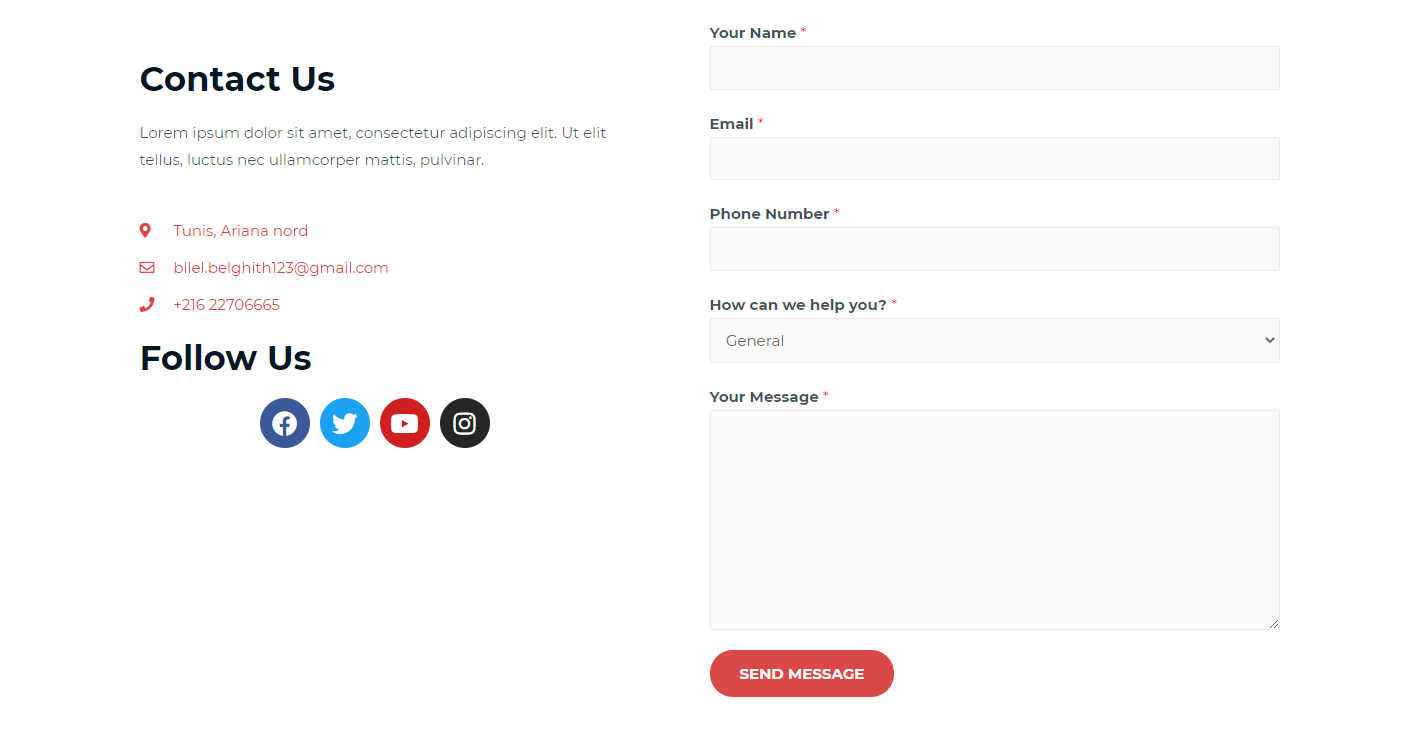 Contact Us
Lorem ipsum dolor sit amet, consectetur adipiscing elit. Ut elit
tellus, luctus nec ullamcorper mattis, pulvinar.
Tunis, Ariana nord
bilel.belghith123@gmail.com
+216 22706665
Follow Us
Your Name *
Email *
Phone Number *
How can we help you? *
General
Your Message *
SEND MESSAGE